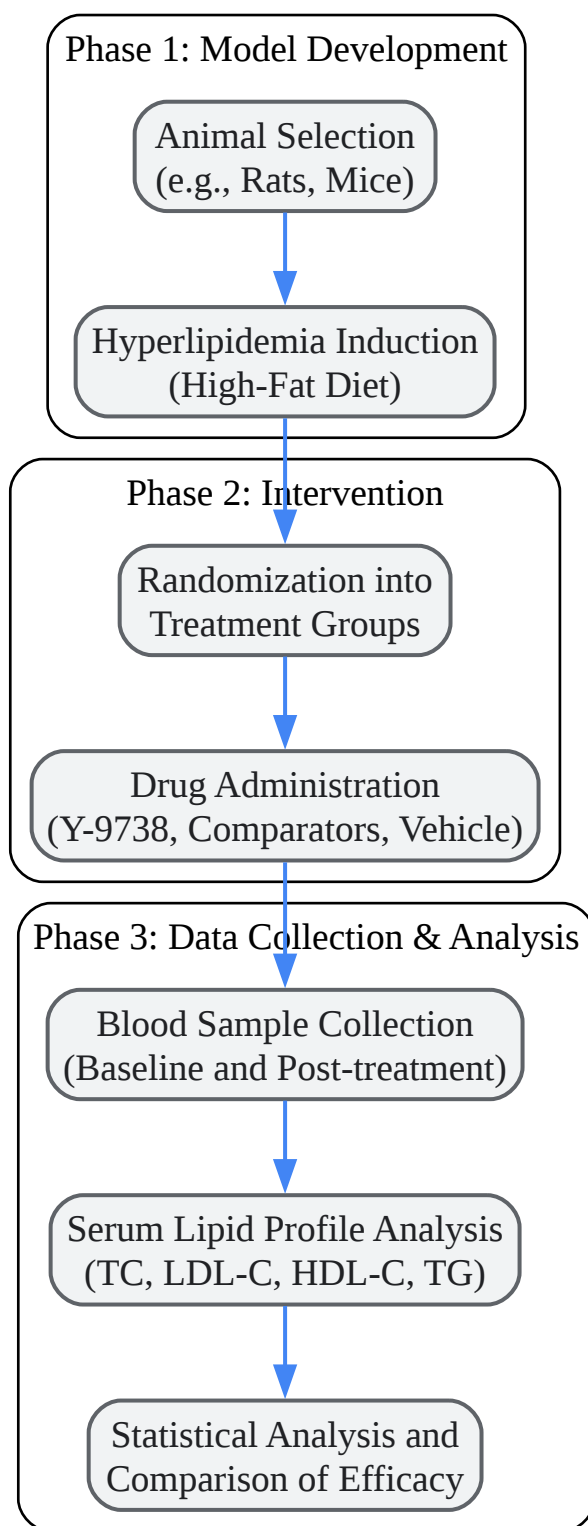 Phase 1: Model Development
Animal Selection
(e.g., Rats, Mice)
Hyperlipidemia Induction
(High-Fat Diet)
Phase 2: Intervention
Randomization into
Treatment Groups
Drug Administration
(Y-9738, Comparators, Vehicle)
Phase 3: Data Collection & Analysis
Blood Sample Collection
(Baseline and Post-treatment)
Serum Lipid Profile Analysis
(TC, LDL-C, HDL-C, TG)
Statistical Analysis and
Comparison of Efficacy